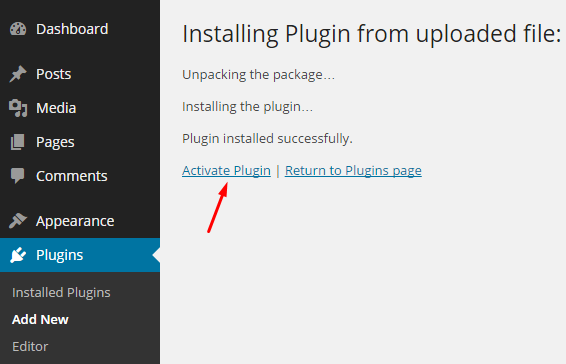 Dashboard
Posts
Media
Pages
Comments
Appearance
Plugins
Installed Plugins
Add New
Editor
Installing Plugin from uploaded file:
Unpacking the package…
Installing the plugin…
Plugin installed successfully.
Activate Plugin | Return to Plugins page